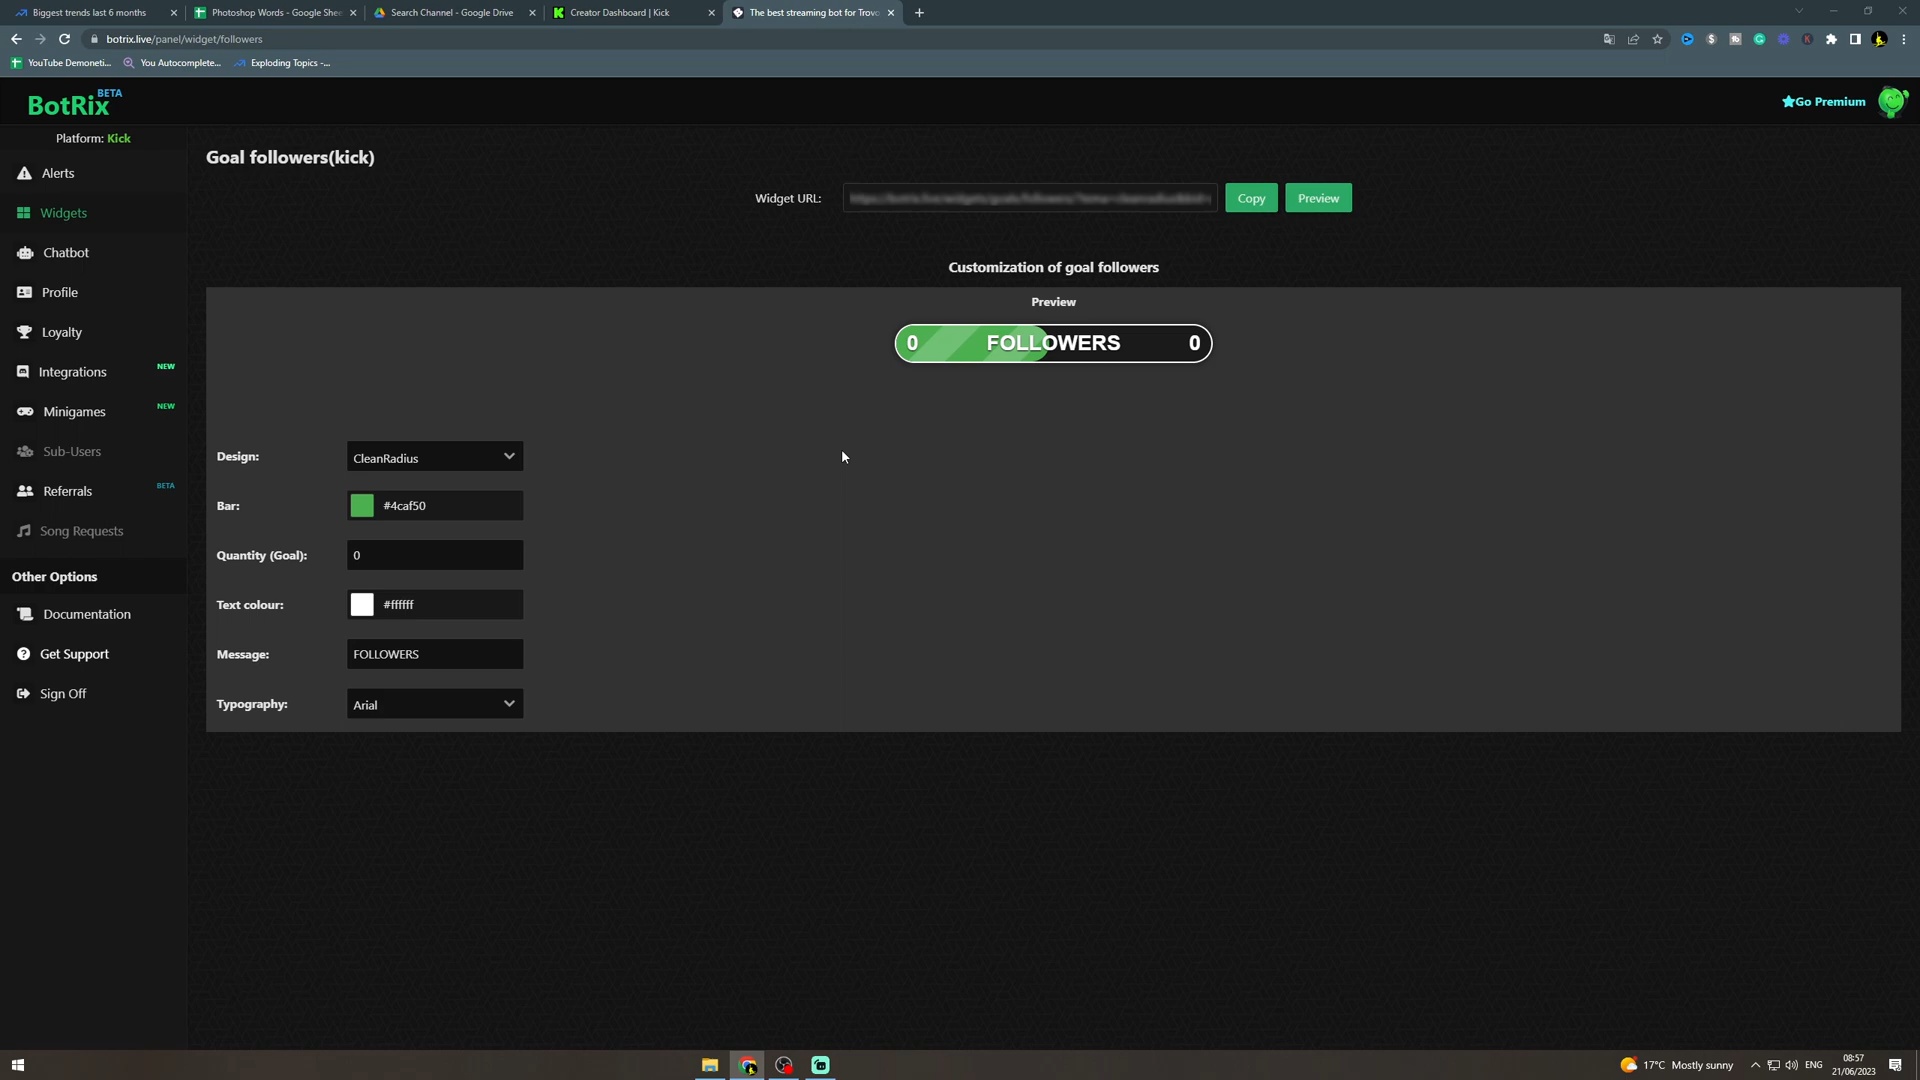 Biggest trends last 6 months
Photoshop Words - Google Shee
Search Channel - Google Drive
Creator Dashboard | Kick
The best streaming bot for Trovo
botrix.live/panel/widget/followers
YouTube Demoneti...
You Autocomplete...
Exploding Topics -...
BotRix BETA
Go Premium
Platform: Kick
Goal followers(kick)
Alerts
Widget URL:
Copy
Preview
Widgets
Chatbot
Customization of goal followers
Profile
Preview
Loyalty
0 FOLLOWERS 0
Integrations NEW
Minigames NEW
Sub-Users
Design: CleanRadius
Referrals BETA
Bar: #4caf50
Song Requests
Quantity (Goal): 0
Other Options
Text colour: #ffffff
Documentation
Get Support
Message: FOLLOWERS
Sign Off
Typography: Arial
17°C Mostly sunny
ENG
08:57
21/06/2023